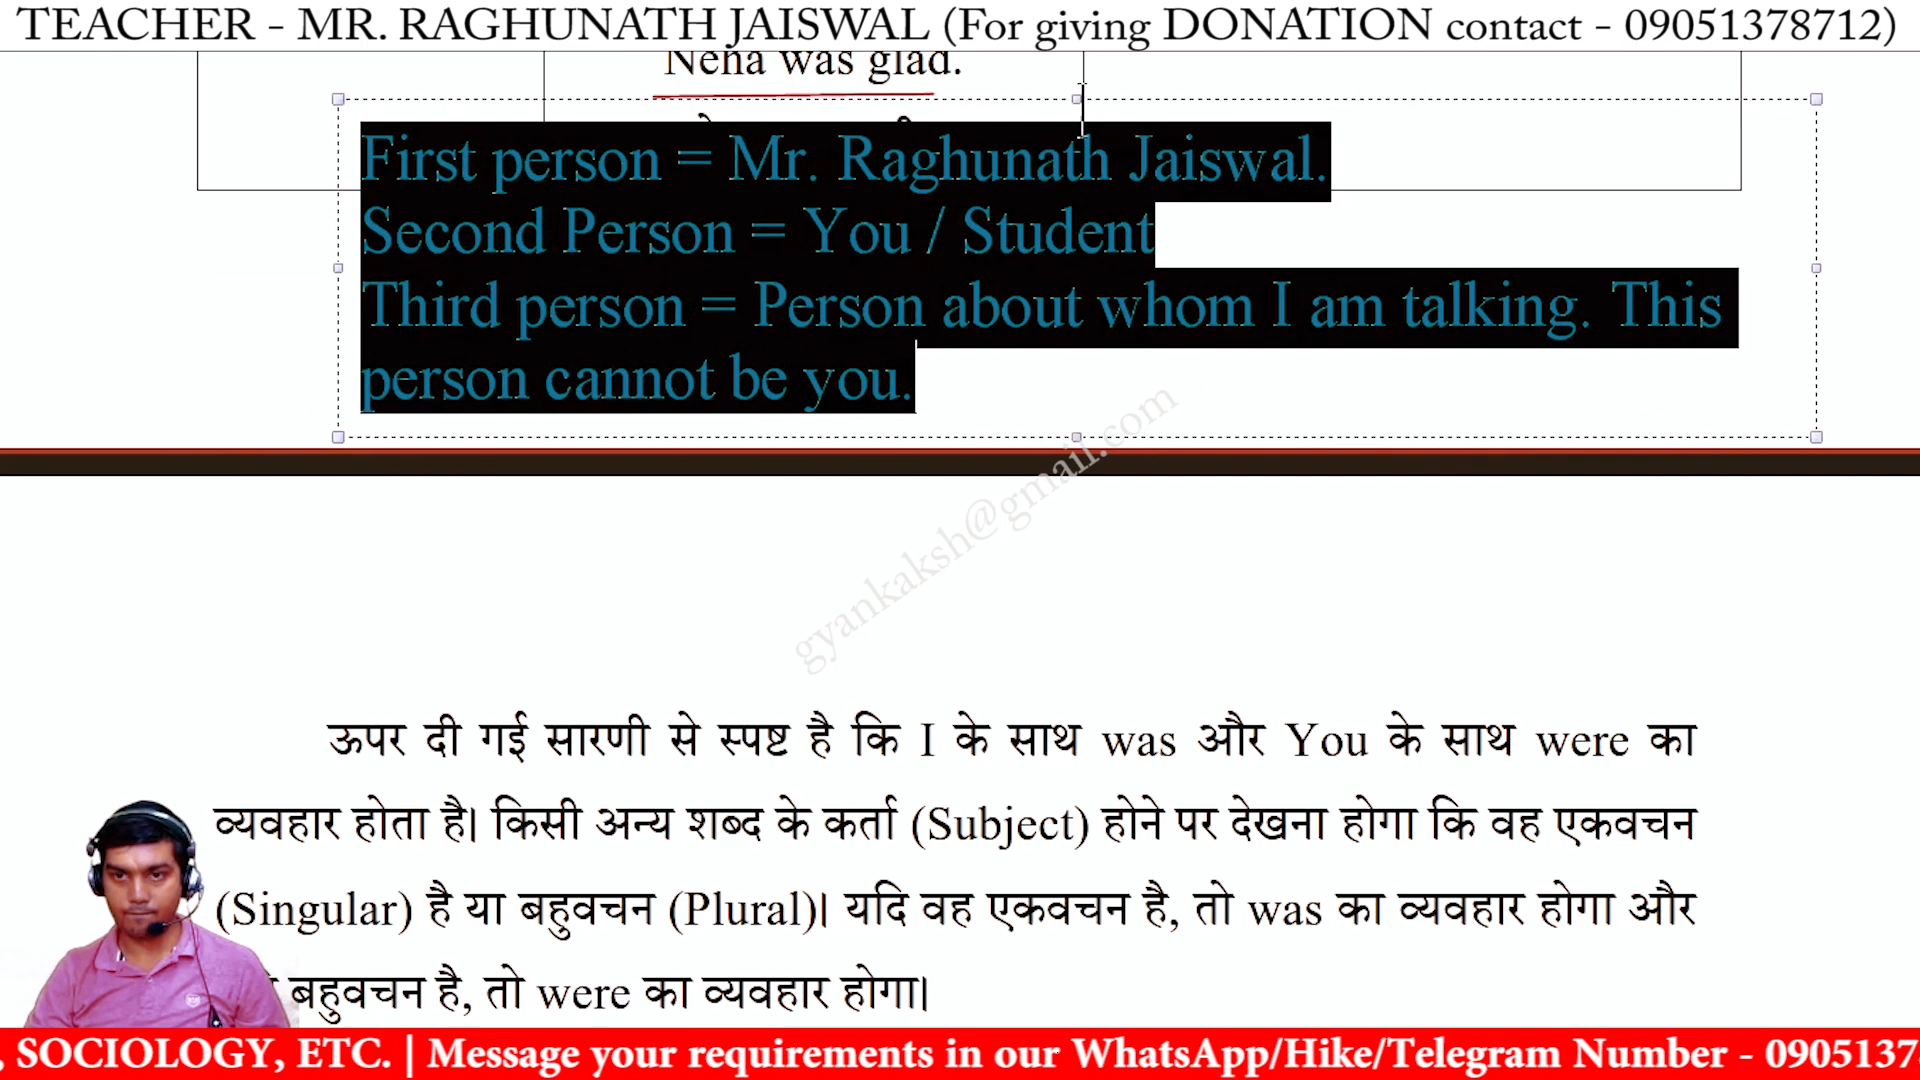 TEACHER - MR. RAGHUNATH JAISWAL (For giving DONATION contact - 09051378712)
Neha was glad.
First person = Mr. Raghunath Jaiswal.
Second Person = You / Student
Third person = Person about whom I am talking. This
person cannot be you.
gyankaksh@gmail.com
ऊपर दी गई सारणी से स्पष्ट है कि I के साथ was और You के साथ were का
व्यवहार होता है। किसी अन्य शब्द के कर्ता (Subject) होने पर देखना होगा कि वह एकवचन
(Singular) है या बहुवचन (Plural)। यदि वह एकवचन है, तो was का व्यवहार होगा और
बहुवचन है, तो were का व्यवहार होगा।
, SOCIOLOGY, ETC. | Message your requirements in our WhatsApp/Hike/Telegram Number - 0905137